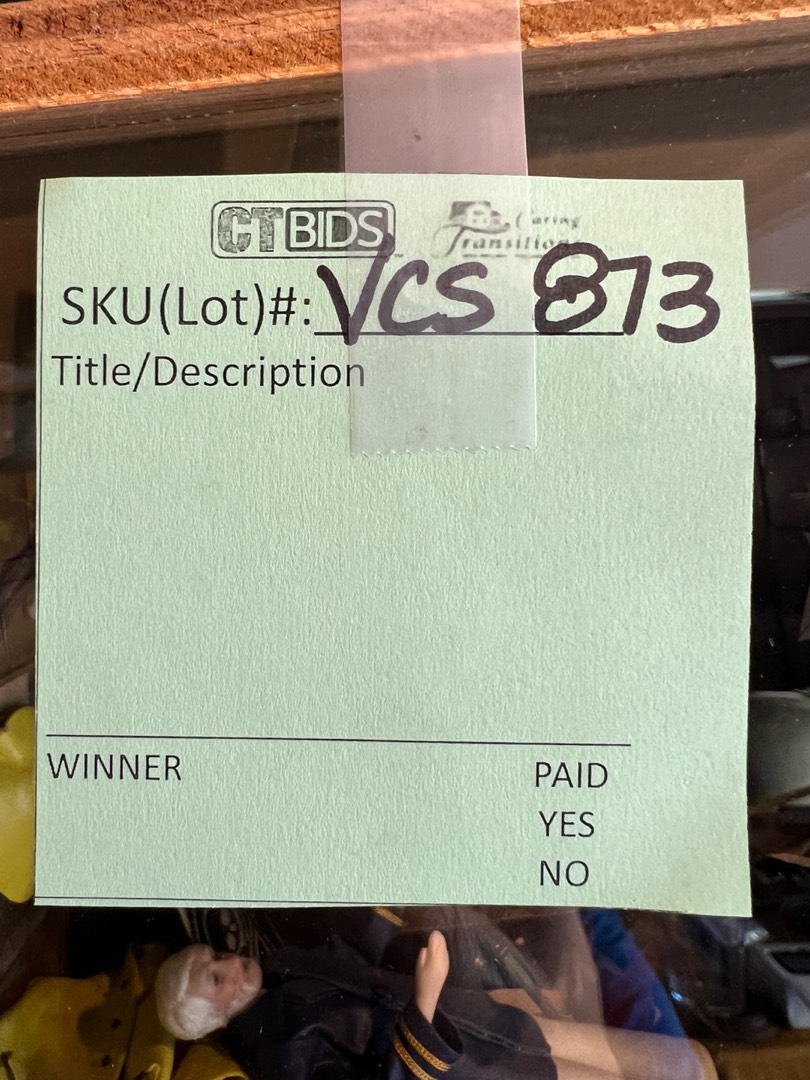 CTBIDS
Caring
Transitions
SKU(Lot)#: VCS 873
Title/Description
WINNER
PAID
YES
NO